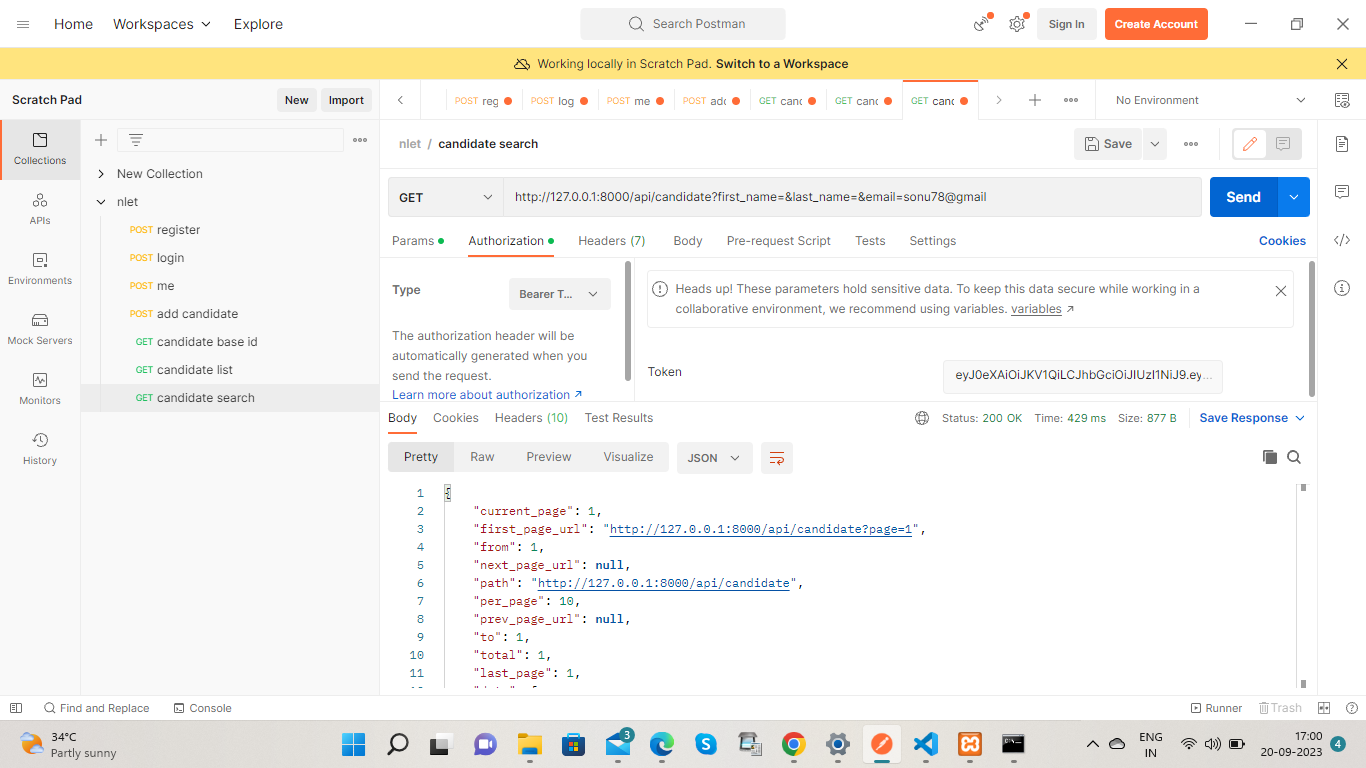 Home Workspaces Explore Search Postman Sign In Create Account
Working locally in Scratch Pad. Switch to a Workspace
Scratch Pad New Import
POST reg POST log POST me POST add GET canc GET canc GET canc No Environment
Collections
APIs
Environments
Mock Servers
Monitors
History
New Collection
nlet
POST register
POST login
POST me
POST add candidate
GET candidate base id
GET candidate list
GET candidate search
nlet / candidate search Save
GET http://127.0.0.1:8000/api/candidate?first_name=&last_name=&email=sonu78@gmail Send
Params Authorization Headers (7) Body Pre-request Script Tests Settings Cookies
Type Bearer T...
The authorization header will be
automatically generated when you
send the request.
Learn more about authorization ↗
Heads up! These parameters hold sensitive data. To keep this data secure while working in a
collaborative environment, we recommend using variables. variables ↗
Token eyJ0eXAiOiJKV1QiLCJhbGciOiJIUzI1NiJ9.ey...
Body Cookies Headers (10) Test Results Status: 200 OK Time: 429 ms Size: 877 B Save Response
Pretty Raw Preview Visualize JSON
1 {
2 "current_page": 1,
3 "first_page_url": "http://127.0.0.1:8000/api/candidate?page=1",
4 "from": 1,
5 "next_page_url": null,
6 "path": "http://127.0.0.1:8000/api/candidate",
7 "per_page": 10,
8 "prev_page_url": null,
9 "to": 1,
10 "total": 1,
11 "last_page": 1,
Find and Replace Console Runner Trash
34°C
Partly sunny
3
ENG
IN
17:00
20-09-2023
4